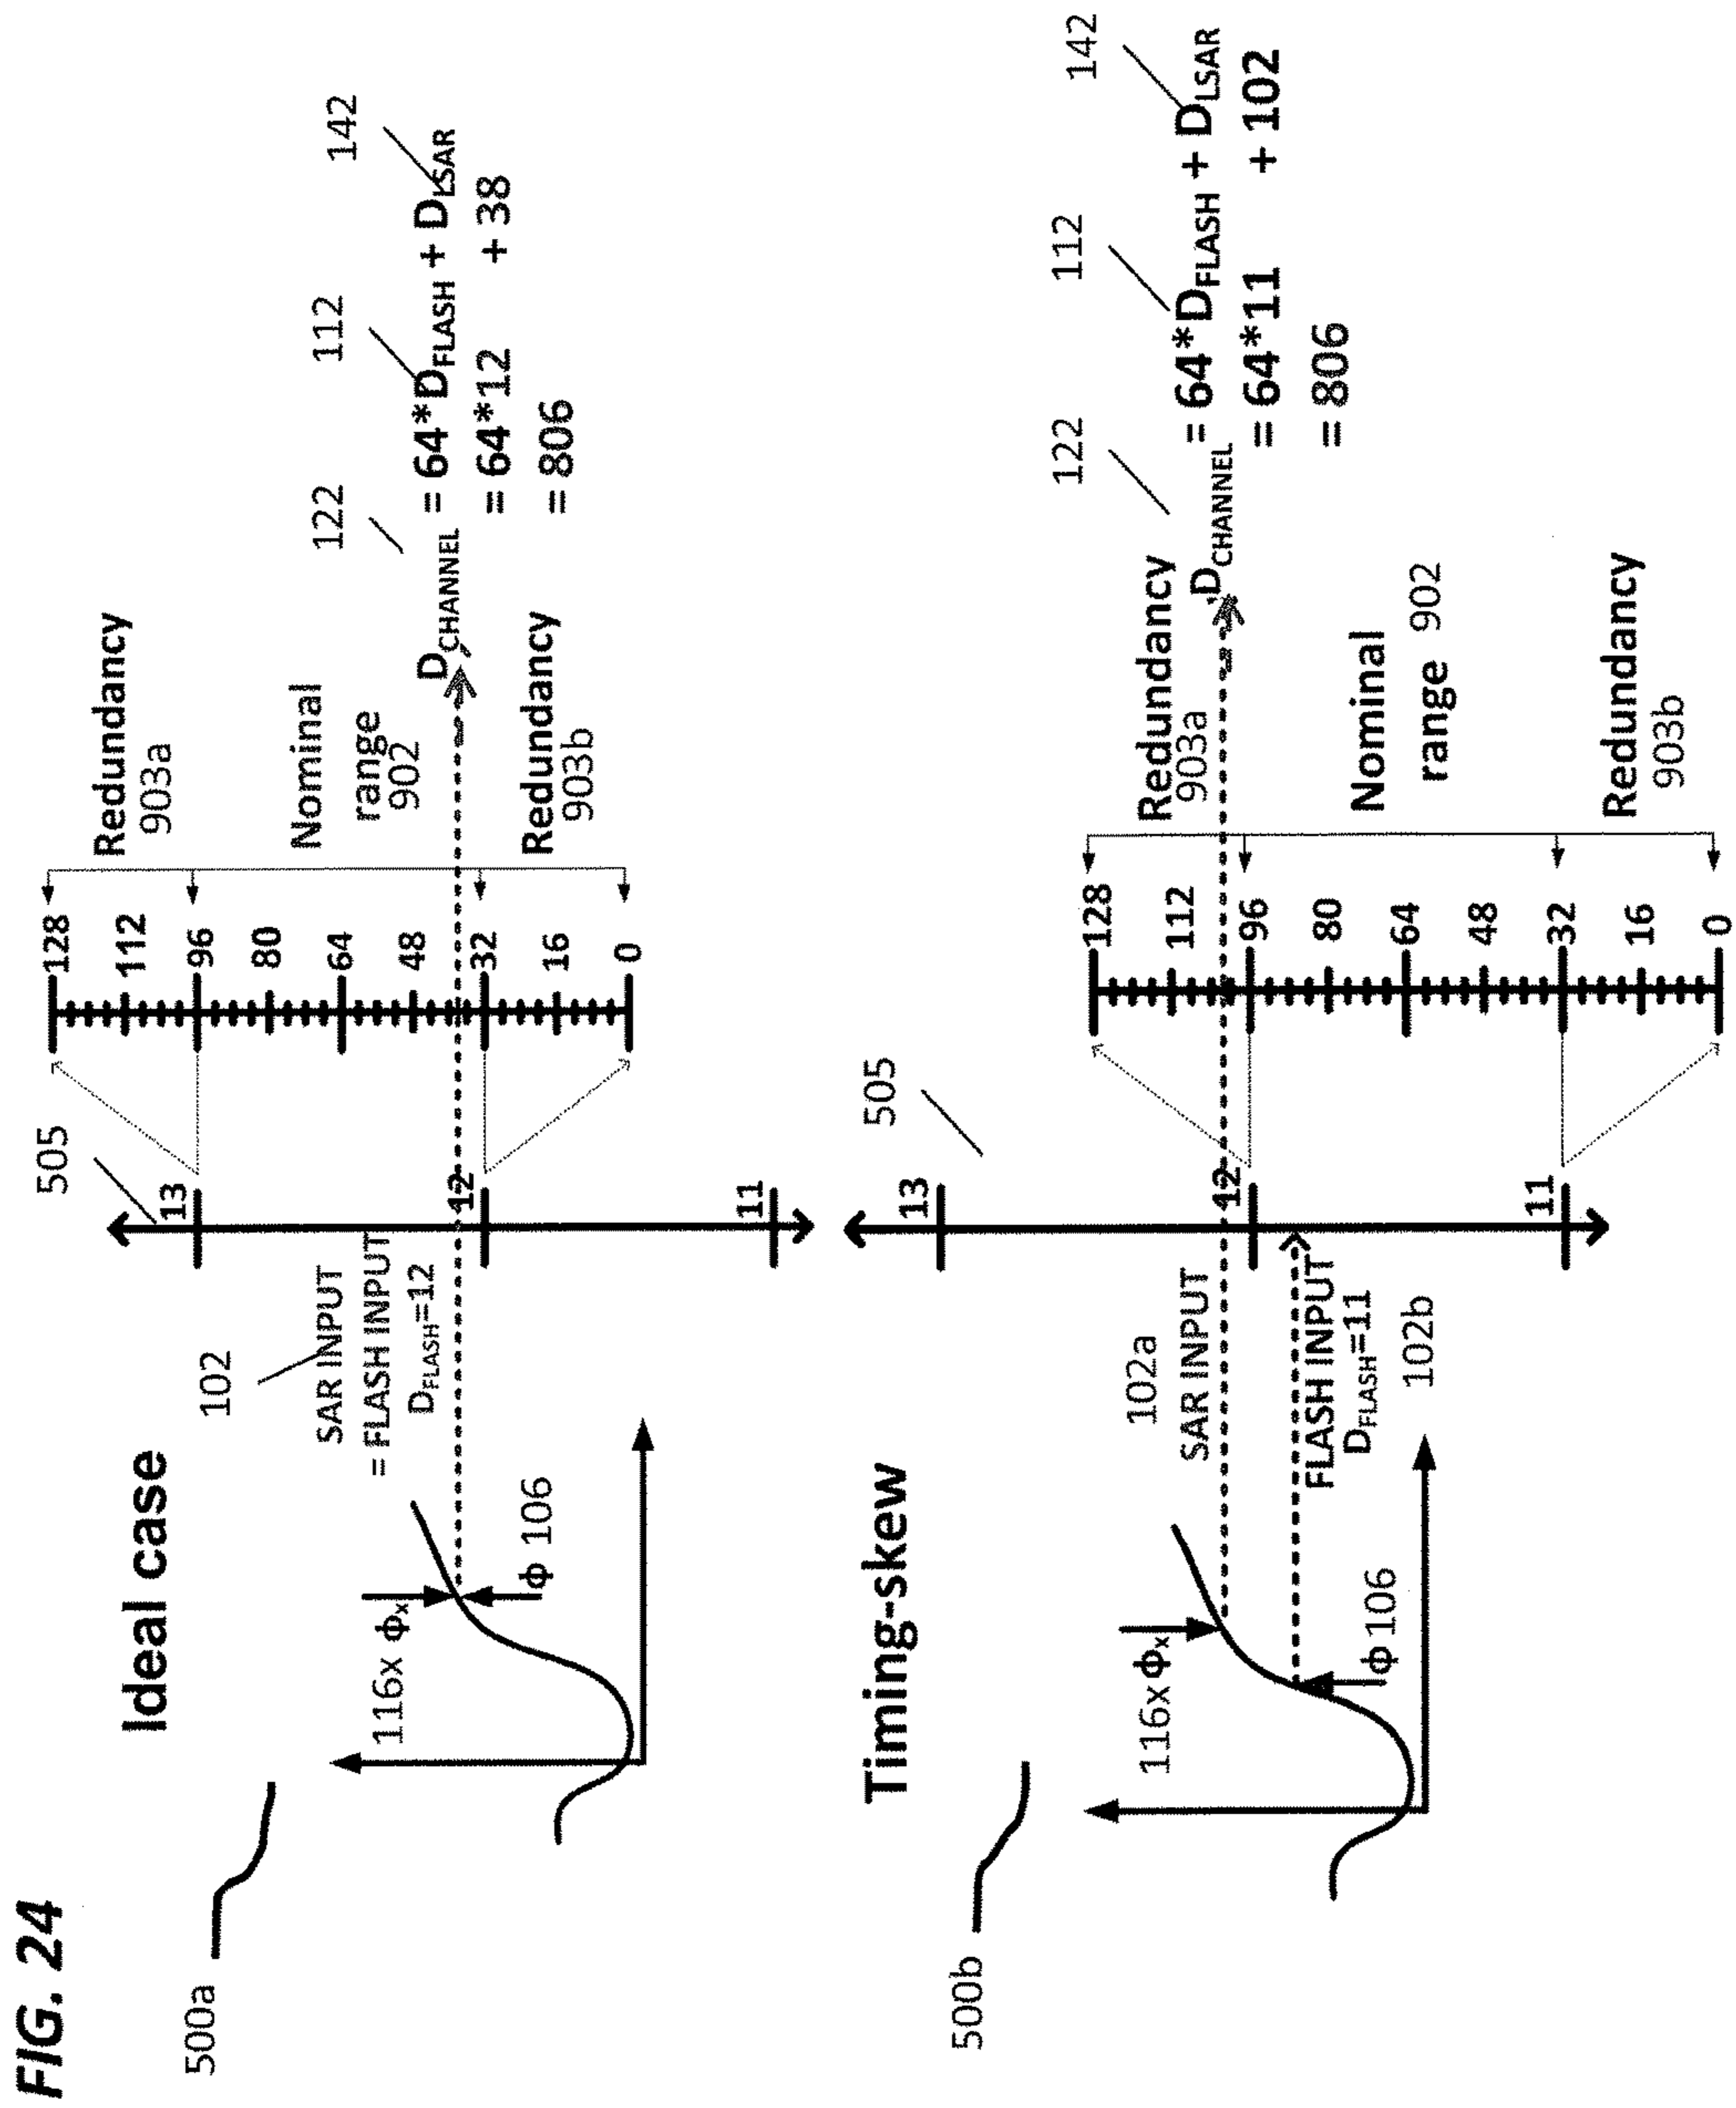 FIG. 24
500a
Ideal case
116x ϕx
ϕ 106
102
SAR INPUT
= FLASH INPUT
DFLASH=12
505
13
12
11
128
112
96
80
64
48
32
16
0
Redundancy
903a
Nominal
range
902
Redundancy
903b
122
112
142
DCHANNEL = 64*DFLASH + DLSAR
= 64*12 + 38
= 806
500b
Timing-skew
116x ϕx
ϕ 106
102a
SAR INPUT
FLASH INPUT
DFLASH=11
102b
505
13
12
11
128
112
96
80
64
48
32
16
0
Redundancy
903a
Nominal
range 902
Redundancy
903b
122
112
142
DCHANNEL = 64*DFLASH + DLSAR
= 64*11 + 102
= 806